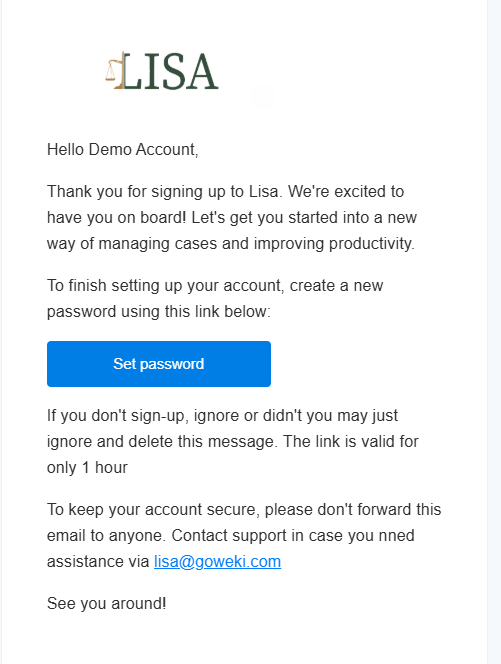 LISA
Hello Demo Account,
Thank you for signing up to Lisa. We're excited to
have you on board! Let's get you started into a new
way of managing cases and improving productivity.
To finish setting up your account, create a new
password using this link below:
Set password
If you don't sign-up, ignore or didn't you may just
ignore and delete this message. The link is valid for
only 1 hour
To keep your account secure, please don't forward this
email to anyone. Contact support in case you nned
assistance via lisa@goweki.com
See you around!